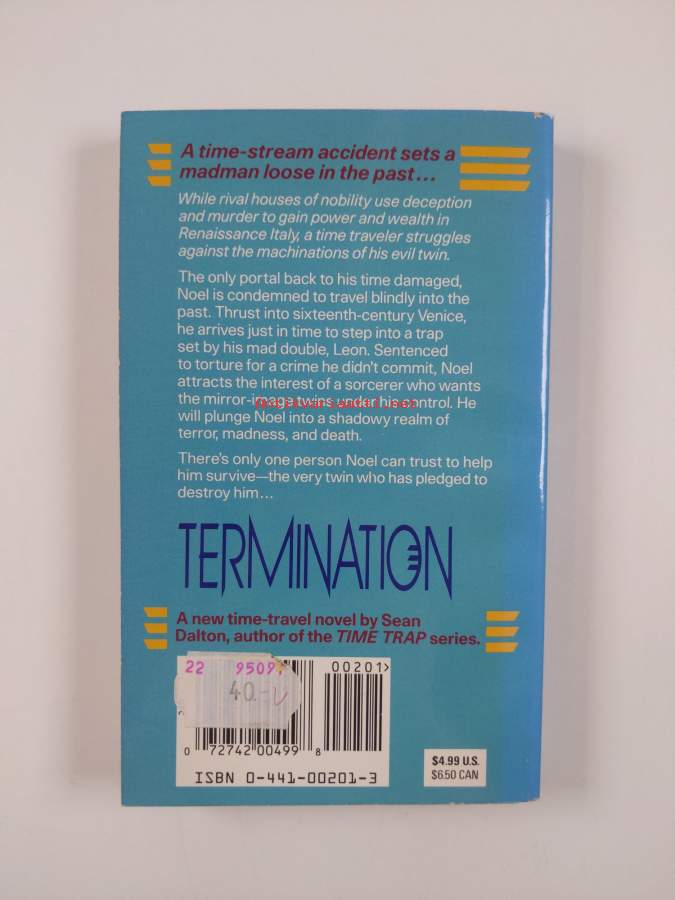 A time-stream accident sets a
madman loose in the past...
While rival houses of nobility use deception
and murder to gain power and wealth in
Renaissance Italy, a time traveler struggles
against the machinations of his evil twin.
The only portal back to his time damaged,
Noel is condemned to travel blindly into the
past. Thrust into sixteenth-century Venice,
he arrives just in time to step into a trap
set by his mad double, Leon. Sentenced
to torture for a crime he didn't commit, Noel
attracts the interest of a sorcerer who wants
the mirror-image twins under his control. He
will plunge Noel into a shadowy realm of
terror, madness, and death.
There's only one person Noel can trust to help
him survive—the very twin who has pledged to
destroy him...
TERMINATION
A new time-travel novel by Sean
Dalton, author of the TIME TRAP series.
22 9509
00201>
40.-
0 72742 00499 8
ISBN 0-441-00201-3
$4.99 U.S.
$6.50 CAN